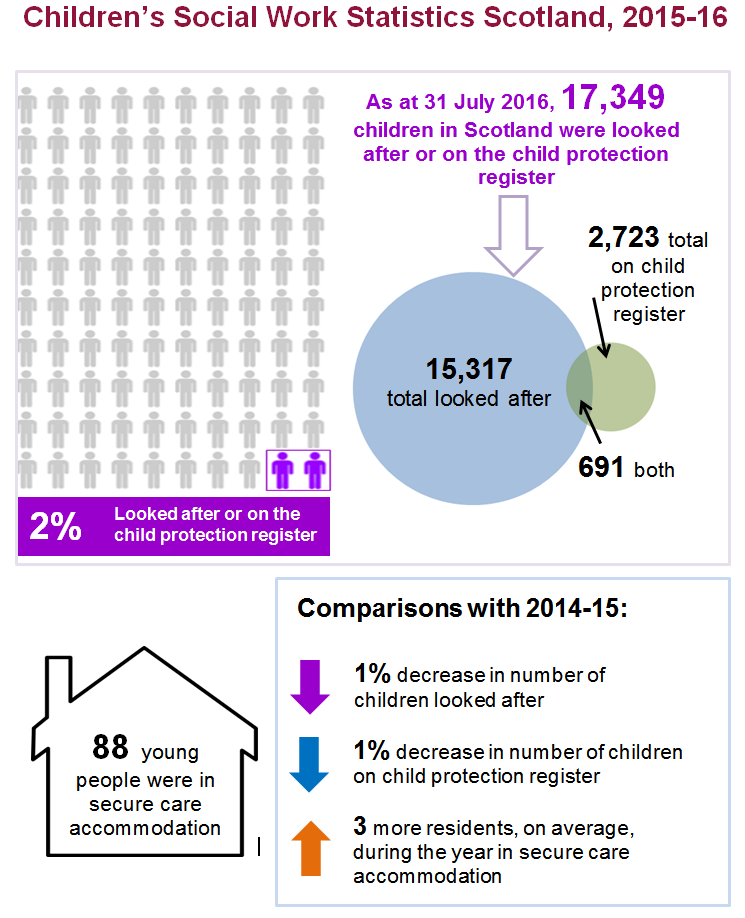 Children's Social Work Statistics Scotland, 2015-16
As at 31 July 2016, 17,349
children in Scotland were looked
after or on the child protection
register
2,723 total
on child
protection
register
15,317
total looked after
691 both
2% Looked after or on the
child protection register
Comparisons with 2014-15:
1% decrease in number of
children looked after
1% decrease in number of children
on child protection register
3 more residents, on average,
during the year in secure care
accommodation
88 young
people were in
secure care
accommodation